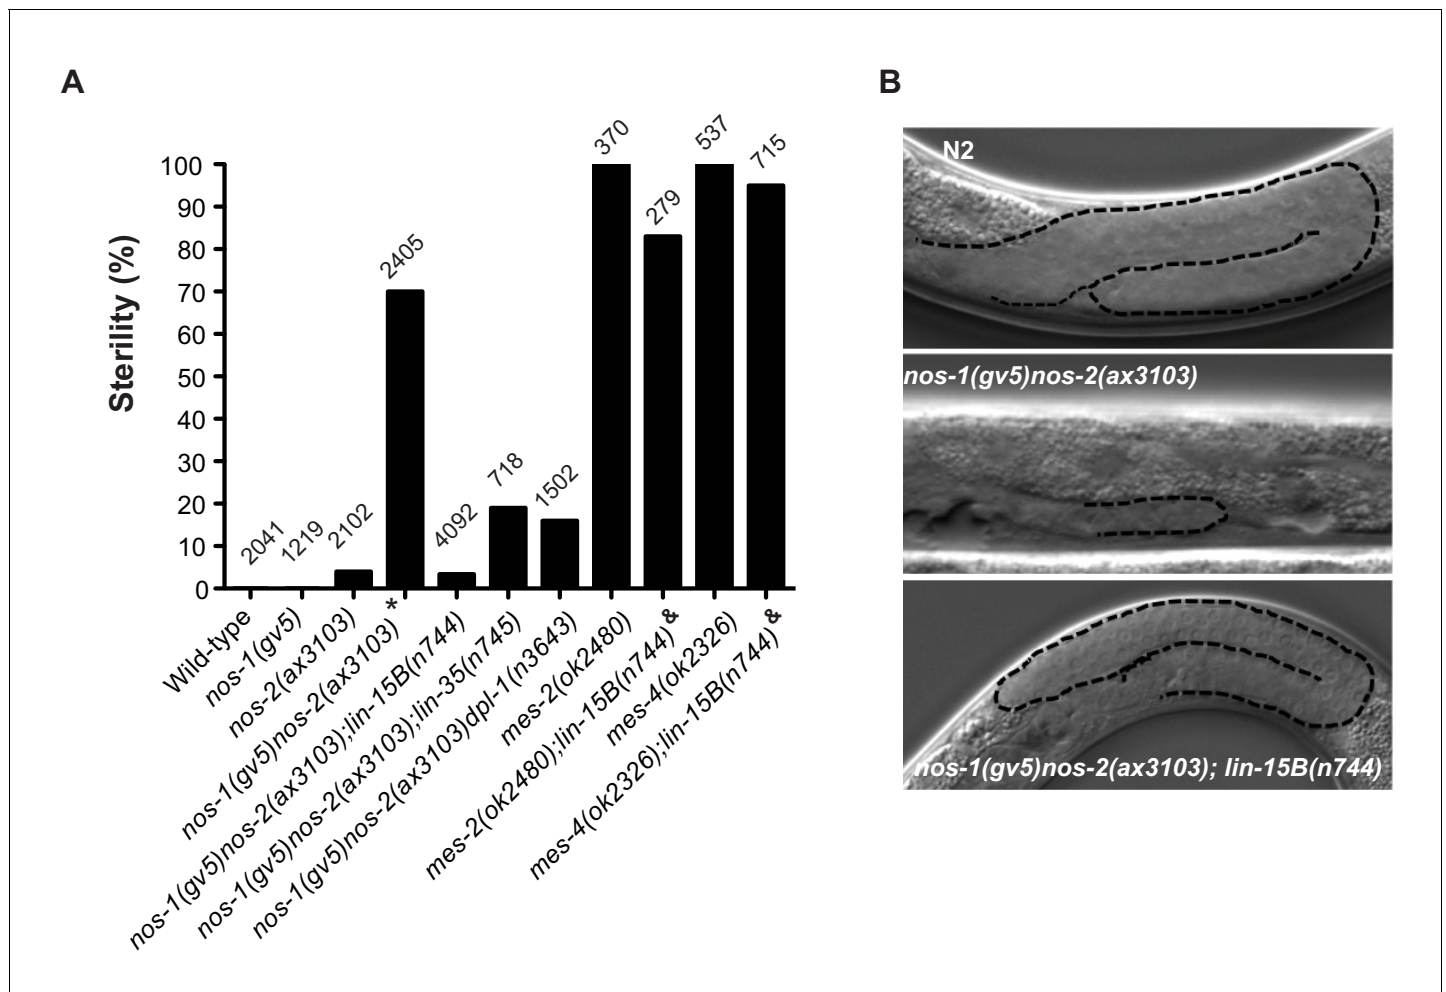 A
B
Sterility (%)
100
90
80
70
60
50
40
30
20
10
0
2041
1219
2102
2405
4092
718
1502
370
279
537
715
Wild-type
nos-1(gv5)
nos-2(ax3103)
nos-1(gv5)nos-2(ax3103) *
nos-1(gv5)nos-2(ax3103);lin-15B(n744)
nos-1(gv5)nos-2(ax3103);lin-35(n745)
nos-1(gv5)nos-2(ax3103)dpl-1(n3643)
mes-2(ok2480)
mes-2(ok2480);lin-15B(n744)&
mes-4(ok2326)
mes-4(ok2326);lin-15B(n744)&
N2
nos-1(gv5)nos-2(ax3103)
nos-1(gv5)nos-2(ax3103); lin-15B(n744)